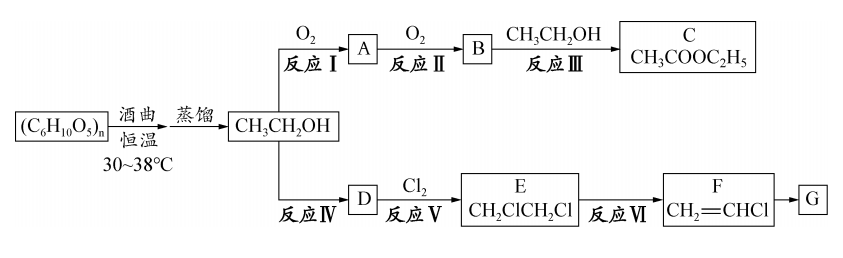 O₂ O₂ CH₃CH₂OH C
A B CH₃COOC₂H₅
反应Ⅰ 反应Ⅱ 反应Ⅲ
酒曲 蒸馏
(C₆H₁₀O₅)ₙ CH₃CH₂OH
恒温
30~38℃
Cl₂ E F
D G
反应Ⅳ 反应Ⅴ CH₂ClCH₂Cl 反应Ⅵ CH₂=CHCl